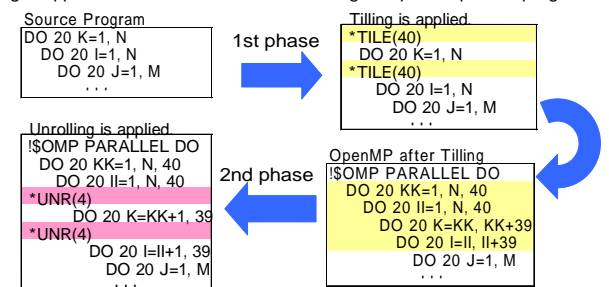 Source Program
DO 20 K=1, N
DO 20 I=1, N
DO 20 J=1, M
. . .
1st phase
Tilling is applied.
*TILE(40)
DO 20 K=1, N
*TILE(40)
DO 20 I=1, N
DO 20 J=1, M
. . .
OpenMP after Tilling
!$OMP PARALLEL DO
DO 20 KK=1, N, 40
DO 20 II=1, N, 40
DO 20 K=KK, KK+39
DO 20 I=II, II+39
DO 20 J=1, M
. . .
2nd phase
Unrolling is applied.
!$OMP PARALLEL DO
DO 20 KK=1, N, 40
DO 20 II=1, N, 40
*UNR(4)
DO 20 K=KK+1, 39
*UNR(4)
DO 20 I=II+1, 39
DO 20 J=1, M
. . .